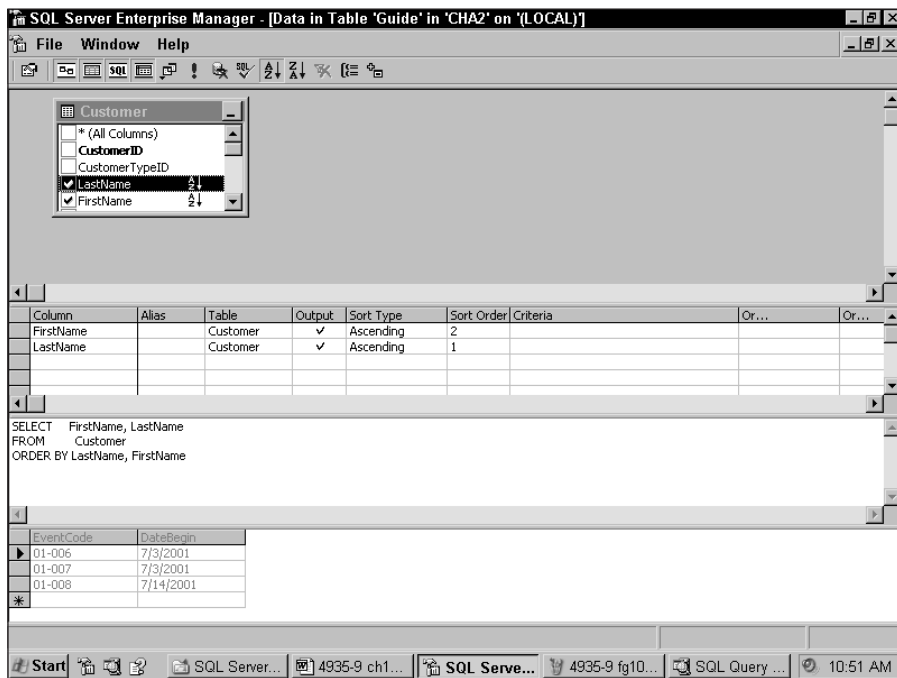 SQL Server Enterprise Manager - [Data in Table 'Guide' in 'CHA2' on '(LOCAL)']
File Window Help
SQL
Customer
* (All Columns)
CustomerID
CustomerTypeID
LastName
FirstName
Column Alias Table Output Sort Type Sort Order Criteria Or... Or...
FirstName Customer Ascending 2
LastName Customer Ascending 1
SELECT FirstName, LastName
FROM Customer
ORDER BY LastName, FirstName
EventCode DateBegin
01-006 7/3/2001
01-007 7/3/2001
01-008 7/14/2001
Start SQL Server... 4935-9 ch1... SQL Serve... 4935-9 fg10... SQL Query ... 10:51 AM